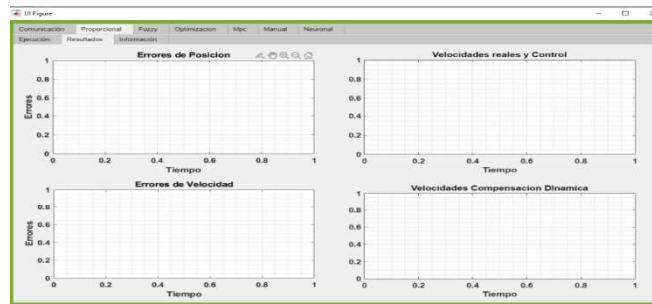 UI Figure
Comunicación Proporcional Fuzzy Optimizacion Mpc Manual Neuronal
Ejecución Resultados Información
Errores de Posicion
Errores
1
0.8
0.6
0.4
0.2
0
0 0.2 0.4 0.6 0.8 1
Tiempo
Velocidades reales y Control
1
0.8
0.6
0.4
0.2
0
0 0.2 0.4 0.6 0.8 1
Tiempo
Errores de Velocidad
Errores
1
0.8
0.6
0.4
0.2
0
0 0.2 0.4 0.6 0.8 1
Tiempo
Velocidades Compensacion DInamica
1
0.8
0.6
0.4
0.2
0
0 0.2 0.4 0.6 0.8 1
Tiempo